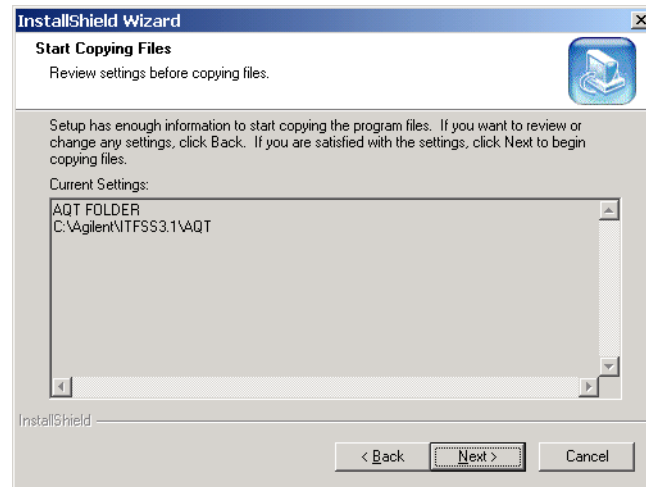 InstallShield Wizard
Start Copying Files
Review settings before copying files.
Setup has enough information to start copying the program files.  If you want to review or
change any settings, click Back.  If you are satisfied with the settings, click Next to begin
copying files.
Current Settings:
AQT FOLDER
C:\Agilent\ITFSS3.1\AQT
InstallShield
< Back
Next >
Cancel